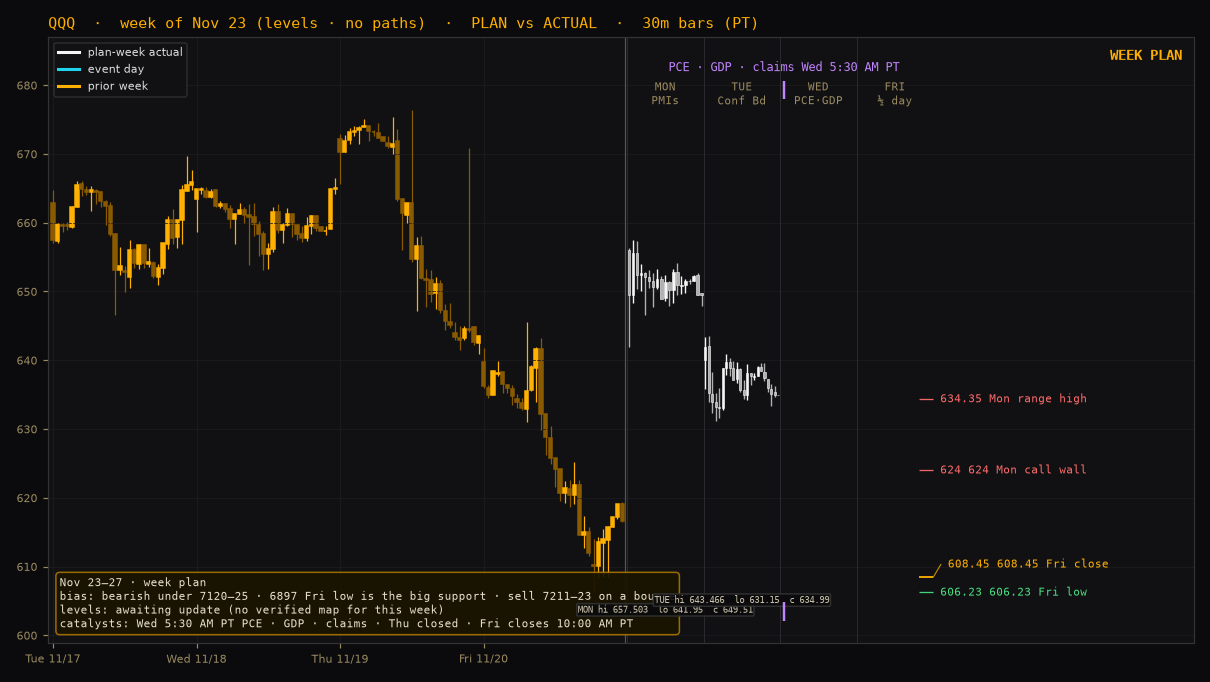 QQQ · week of Nov 23 (levels · no paths) · PLAN vs ACTUAL · 30m bars (PT)
plan-week actual
event day
prior week
WEEK PLAN
PCE · GDP · claims Wed 5:30 AM PT
MON
PMIs
TUE
Conf Bd
WED
PCE·GDP
FRI
½ day
680
670
660
650
640
630
620
610
600
634.35 Mon range high
624 624 Mon call wall
608.45 608.45 Fri close
606.23 606.23 Fri low
Nov 23–27 · week plan
bias: bearish under 7120–25 · 6897 Fri low is the big support · sell 7211–23 on a bou
TUE hi 643.466 lo 631.15 c 634.99
levels: awaiting update (no verified map for this week)
MON hi 657.503 lo 641.95 c 649.51
catalysts: Wed 5:30 AM PT PCE · GDP · claims · Thu closed · Fri closes 10:00 AM PT
Tue 11/17
Wed 11/18
Thu 11/19
Fri 11/20